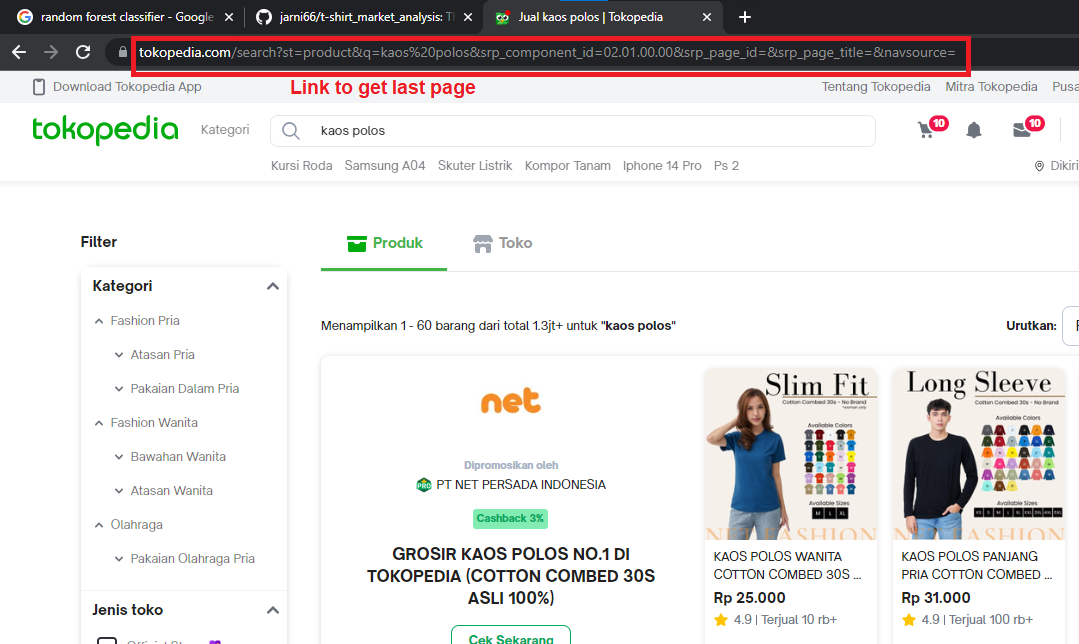 random forest classifier - Google
jarni66/t-shirt_market_analysis: Tl
Jual kaos polos | Tokopedia
tokopedia.com/search?st=product&q=kaos%20polos&srp_component_id=02.01.00.00&srp_page_id=&srp_page_title=&navsource=
Link to get last page
Download Tokopedia App
Tentang Tokopedia
Mitra Tokopedia
Pusa
tokopedia
Kategori
kaos polos
10
10
Kursi Roda
Samsung A04
Skuter Listrik
Kompor Tanam
Iphone 14 Pro
Ps 2
Dikiri
Filter
Produk
Toko
Kategori
Fashion Pria
Atasan Pria
Pakaian Dalam Pria
Fashion Wanita
Bawahan Wanita
Atasan Wanita
Olahraga
Pakaian Olahraga Pria
Jenis toko
Menampilkan 1 - 60 barang dari total 1.3jt+ untuk "kaos polos"
Urutkan:
net
Dipromosikan oleh
PRO PT NET PERSADA INDONESIA
Cashback 3%
GROSIR KAOS POLOS NO.1 DI
TOKOPEDIA (COTTON COMBED 30S
ASLI 100%)
Cek Sekarang
Slim Fit
Cotton Combed 30s - No Brand
*woman only
Available Colors
Available Sizes
M L XL
NET FASHION
KAOS POLOS WANITA
COTTON COMBED 30S ...
Rp 25.000
4.9 | Terjual 10 rb+
Long Sleeve
Cotton Combed 30s - No Brand
Available Colors
Available Sizes
NET FASHION
KAOS POLOS PANJANG
PRIA COTTON COMBED ...
Rp 31.000
4.9 | Terjual 100 rb+